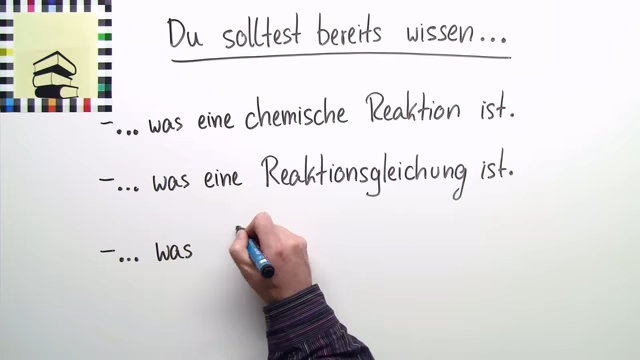 Du solltest bereits wissen...
-... was eine chemische Reaktion ist.
-... was eine Reaktionsgleichung ist.
-... was